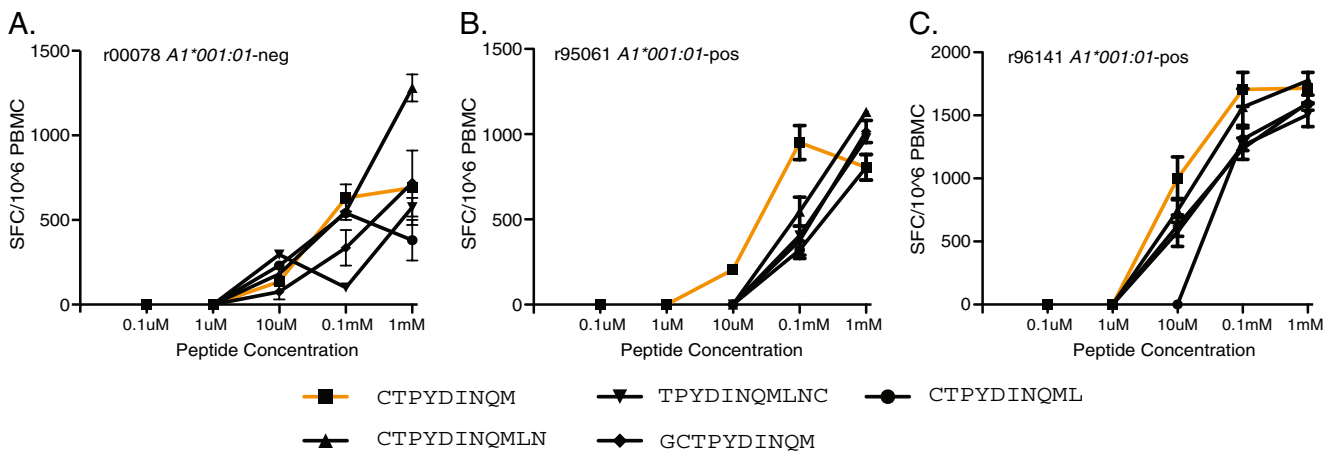 A.
r00078 A1*001:01-neg
SFC/10^6 PBMC
1500
1000
500
0
0.1uM 1uM 10uM 0.1mM 1mM
Peptide Concentration
B.
r95061 A1*001:01-pos
SFC/10^6 PBMC
1500
1000
500
0
0.1uM 1uM 10uM 0.1mM 1mM
Peptide Concentration
C.
r96141 A1*001:01-pos
SFC/10^6 PBMC
2000
1500
1000
500
0
0.1uM 1uM 10uM 0.1mM 1mM
Peptide Concentration
CTPYDINQM TPYDINQMLNC CTPYDINQML
CTPYDINQMLN GCTPYDINQM